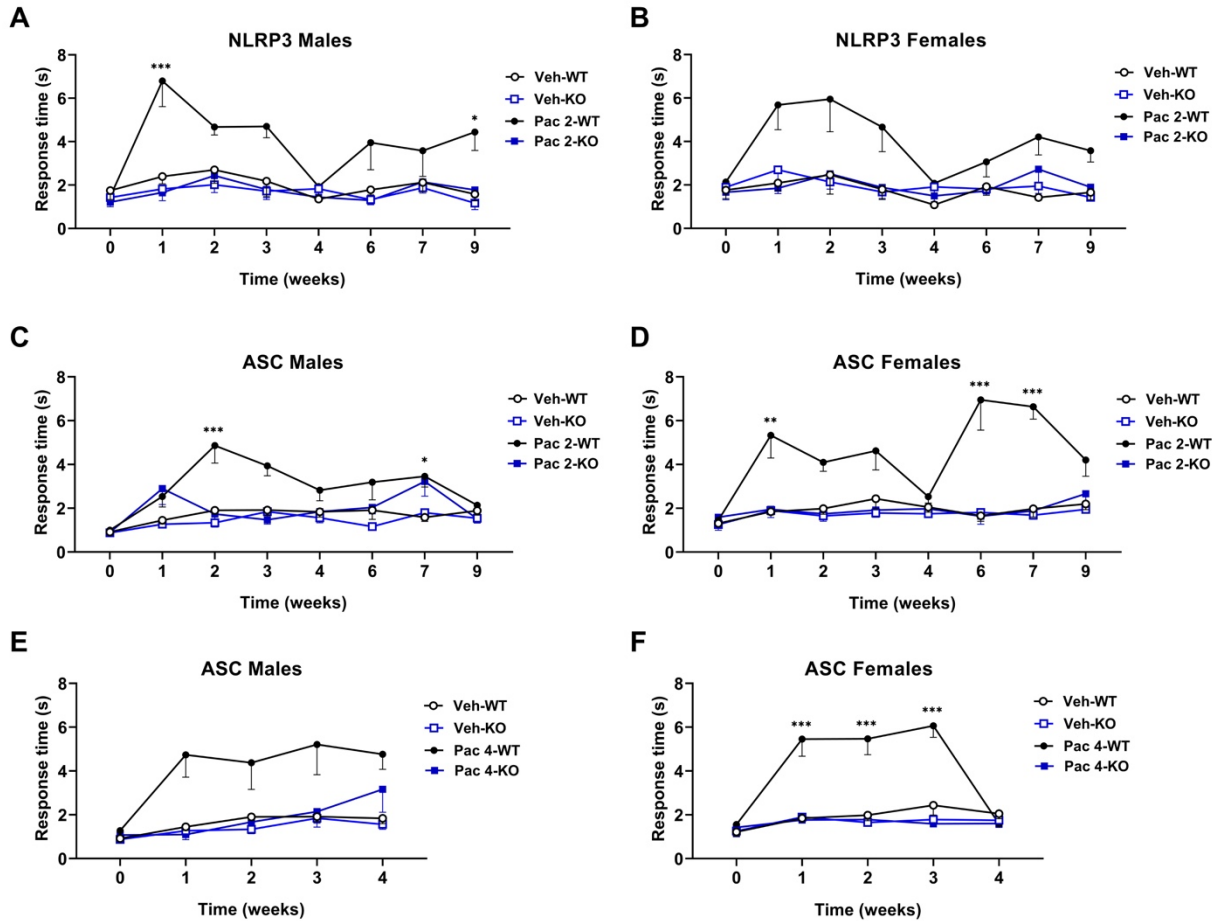 A
NLRP3 Males
Response time (s)
8
6
4
2
0
***
*
0 1 2 3 4 6 7 9
Time (weeks)
Veh-WT
Veh-KO
Pac 2-WT
Pac 2-KO
B
NLRP3 Females
Response time (s)
8
6
4
2
0
0 1 2 3 4 6 7 9
Time (weeks)
Veh-WT
Veh-KO
Pac 2-WT
Pac 2-KO
C
ASC Males
Response time (s)
8
6
4
2
0
***
*
0 1 2 3 4 6 7 9
Time (weeks)
Veh-WT
Veh-KO
Pac 2-WT
Pac 2-KO
D
ASC Females
Response time (s)
8
6
4
2
0
**
***
***
0 1 2 3 4 6 7 9
Time (weeks)
Veh-WT
Veh-KO
Pac 2-WT
Pac 2-KO
E
ASC Males
Response time (s)
8
6
4
2
0
0 1 2 3 4
Time (weeks)
Veh-WT
Veh-KO
Pac 4-WT
Pac 4-KO
F
ASC Females
Response time (s)
8
6
4
2
0
***
***
***
0 1 2 3 4
Time (weeks)
Veh-WT
Veh-KO
Pac 4-WT
Pac 4-KO